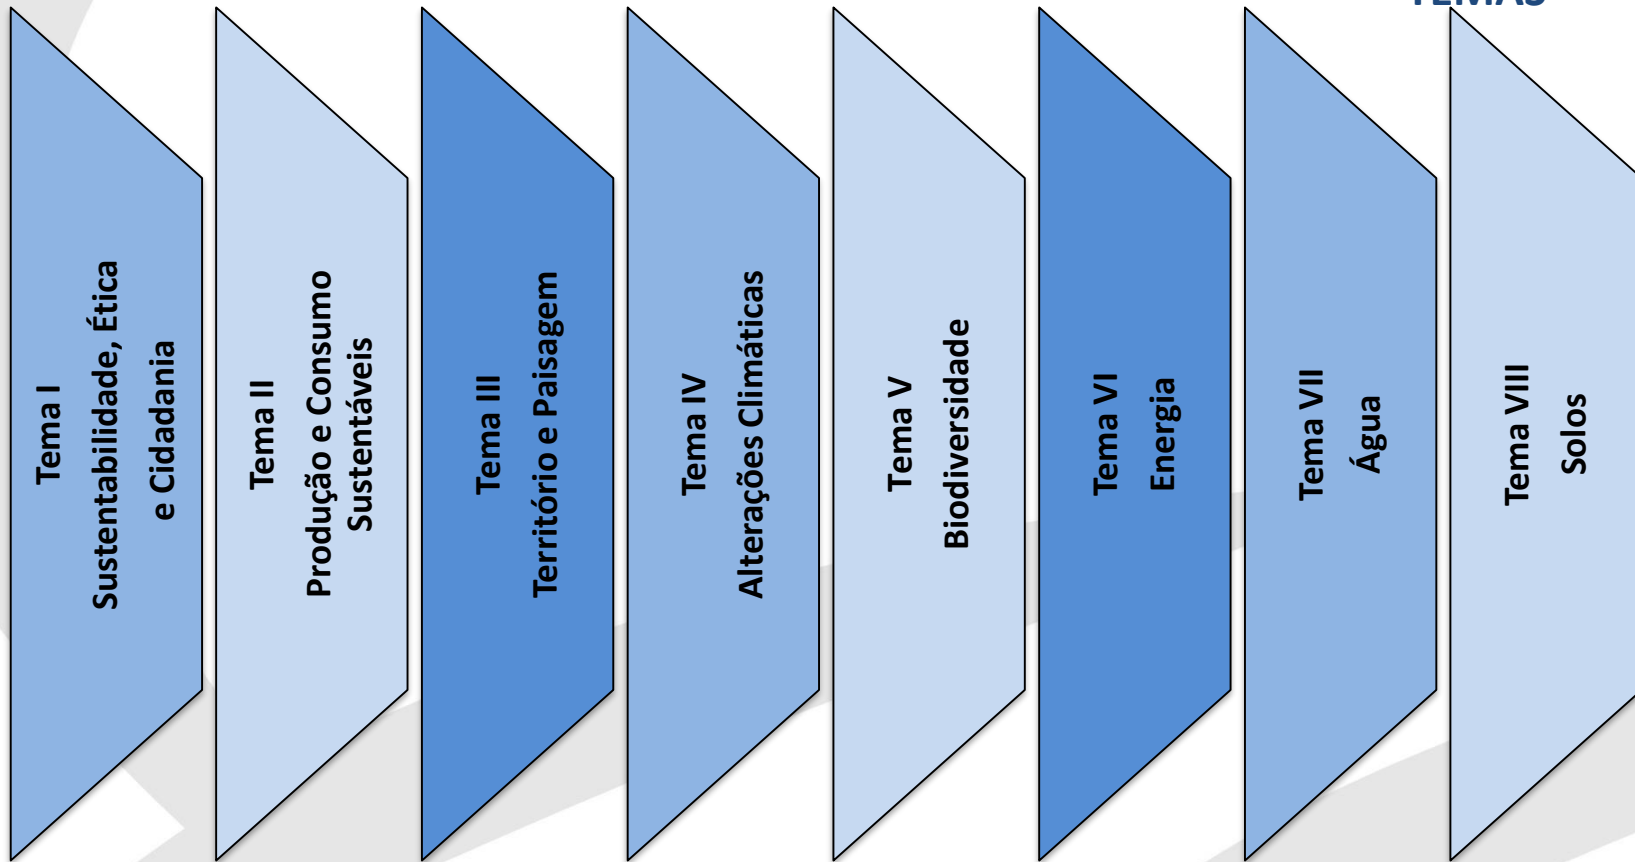 TEMAS
Tema I
Sustentabilidade, Ética
e Cidadania
Tema II
Produção e Consumo
Sustentáveis
Tema III
Território e Paisagem
Tema IV
Alterações Climáticas
Tema V
Biodiversidade
Tema VI
Energia
Tema VII
Água
Tema VIII
Solos